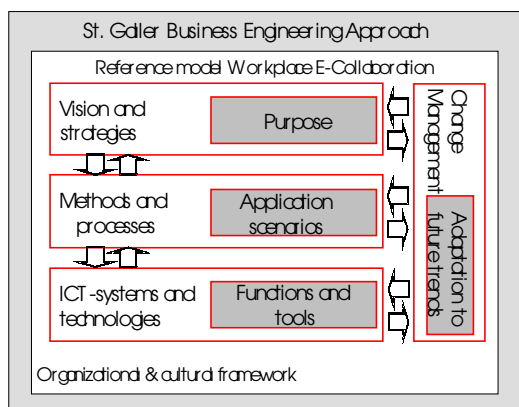 St. Galler Business Engineering Approach
Reference model Workplace E-Collaboration
Vision and
strategies
Purpose
Methods and
processes
Application
scenarios
ICT-systems and
technologies
Functions and
tools
Change
Management
Adaptation to
future trends
Organizational & cultural framework